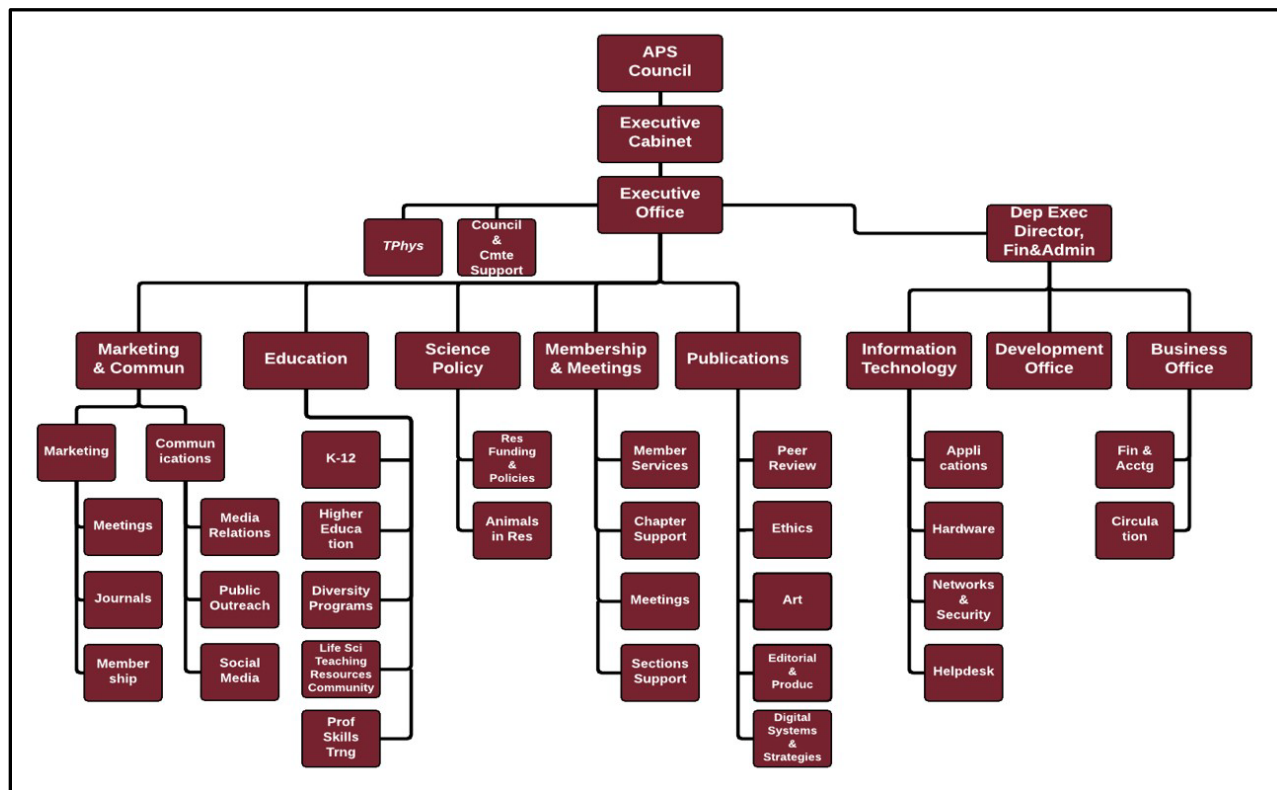 APS
Council
Executive
Cabinet
Executive
Office
TPhys
Council
&
Cmte
Support
Dep Exec
Director,
Fin&Admin
Marketing
& Commun
Education
Science
Policy
Membership
& Meetings
Publications
Information
Technology
Development
Office
Business
Office
Marketing
Commun
ications
Meetings
Journals
Member
ship
Media
Relations
Public
Outreach
Social
Media
K-12
Higher
Educa
tion
Diversity
Programs
Life Sci
Teaching
Resources
Community
Prof
Skills
Trng
Res
Funding
&
Policies
Animals
in Res
Member
Services
Chapter
Support
Meetings
Sections
Support
Peer
Review
Ethics
Art
Editorial
&
Produc
Digital
Systems
&
Strategies
Appli
cations
Hardware
Networks
&
Security
Helpdesk
Fin &
Acctg
Circula
tion